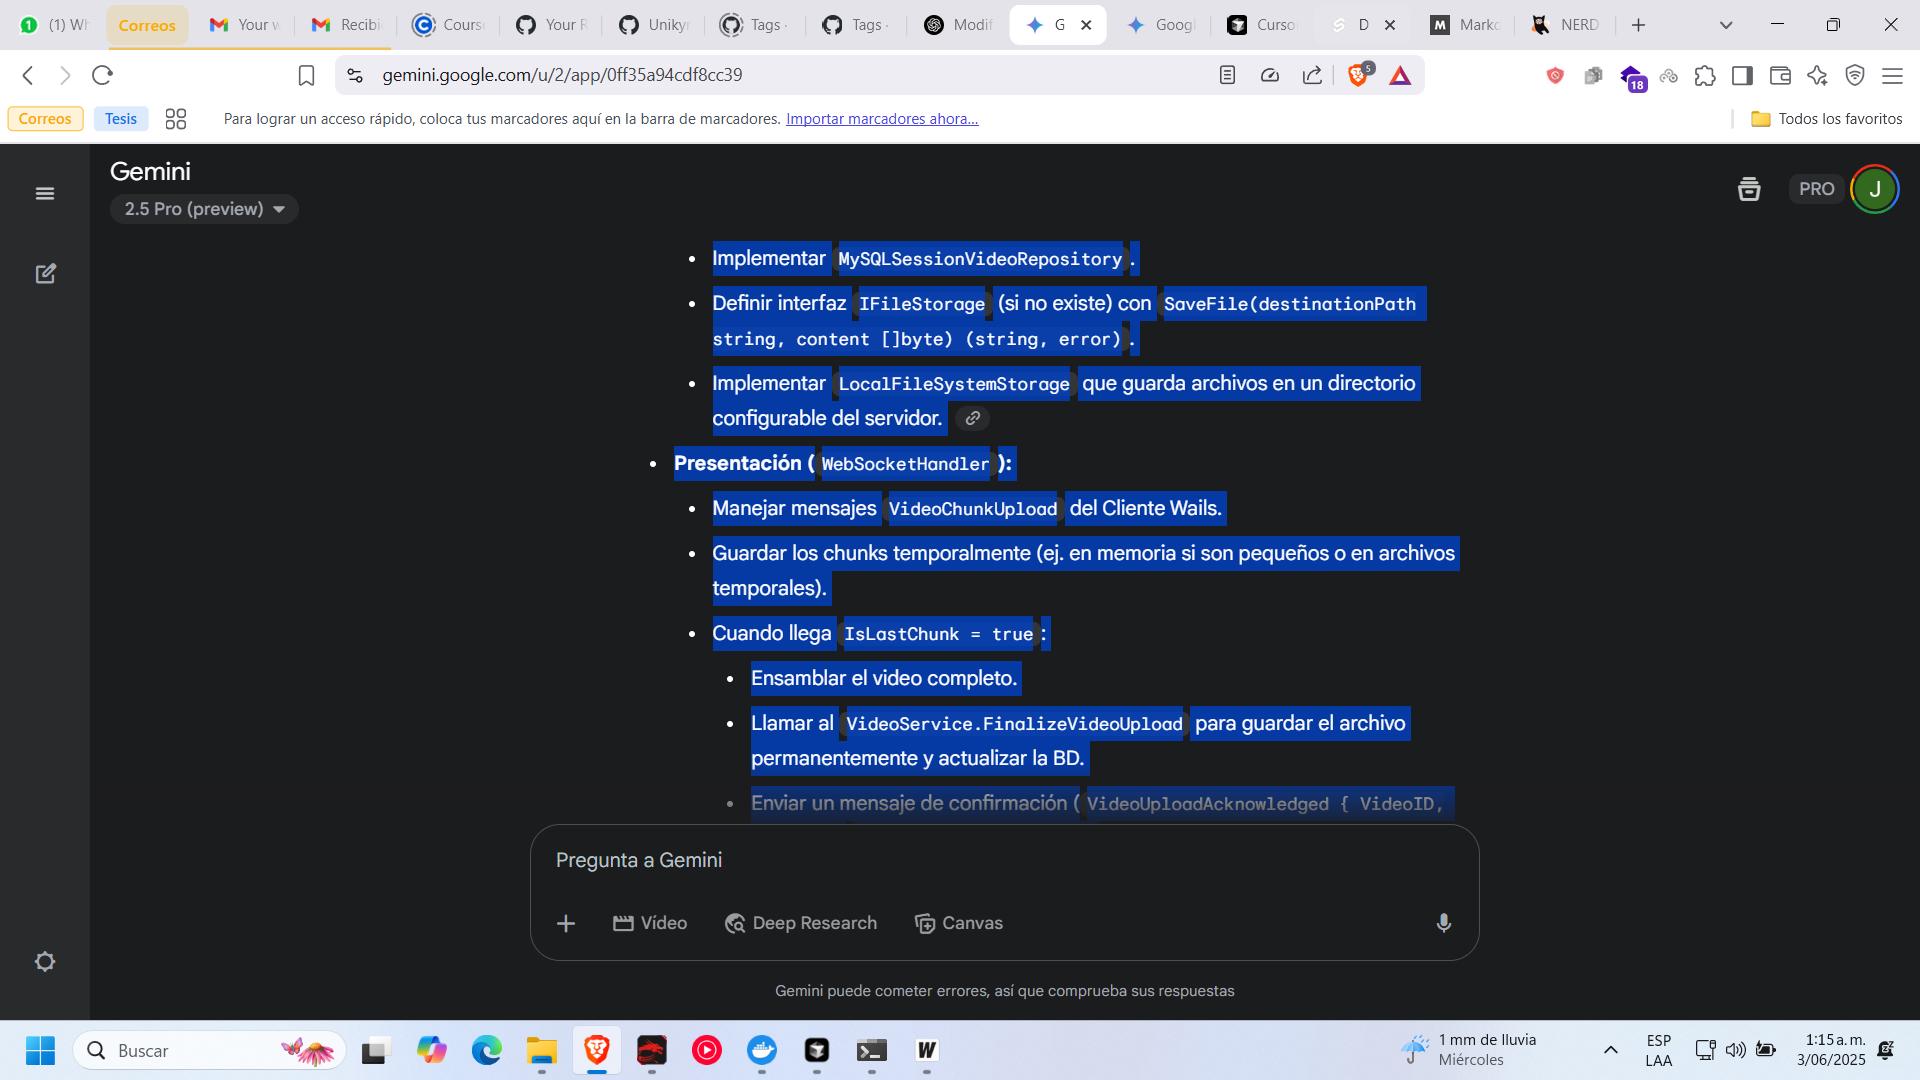 (1) Wh
Correos
Your w
Recibi
Cours
Your R
Unikyr
Tags ·
Tags ·
Modif
G
Googl
Curso
D
Marko
NERD
gemini.google.com/u/2/app/0ff35a94cdf8cc39
5
18
Correos
Tesis
Para lograr un acceso rápido, coloca tus marcadores aquí en la barra de marcadores. Importar marcadores ahora...
Todos los favoritos
Gemini
2.5 Pro (preview)
PRO
J
• Implementar MySQLSessionVideoRepository .
• Definir interfaz IFileStorage (si no existe) con SaveFile(destinationPath
string, content []byte) (string, error) .
• Implementar LocalFileSystemStorage que guarda archivos en un directorio
configurable del servidor.
• Presentación ( WebSocketHandler ):
• Manejar mensajes VideoChunkUpload del Cliente Wails.
• Guardar los chunks temporalmente (ej. en memoria si son pequeños o en archivos
temporales).
• Cuando llega IsLastChunk = true :
• Ensamblar el video completo.
• Llamar al VideoService.FinalizeVideoUpload para guardar el archivo
permanentemente y actualizar la BD.
• Enviar un mensaje de confirmación ( VideoUploadAcknowledged { VideoID,
Pregunta a Gemini
Vídeo
Deep Research
Canvas
Gemini puede cometer errores, así que comprueba sus respuestas
Buscar
W
1 mm de lluvia
Miércoles
ESP
LAA
1:15 a. m.
3/06/2025